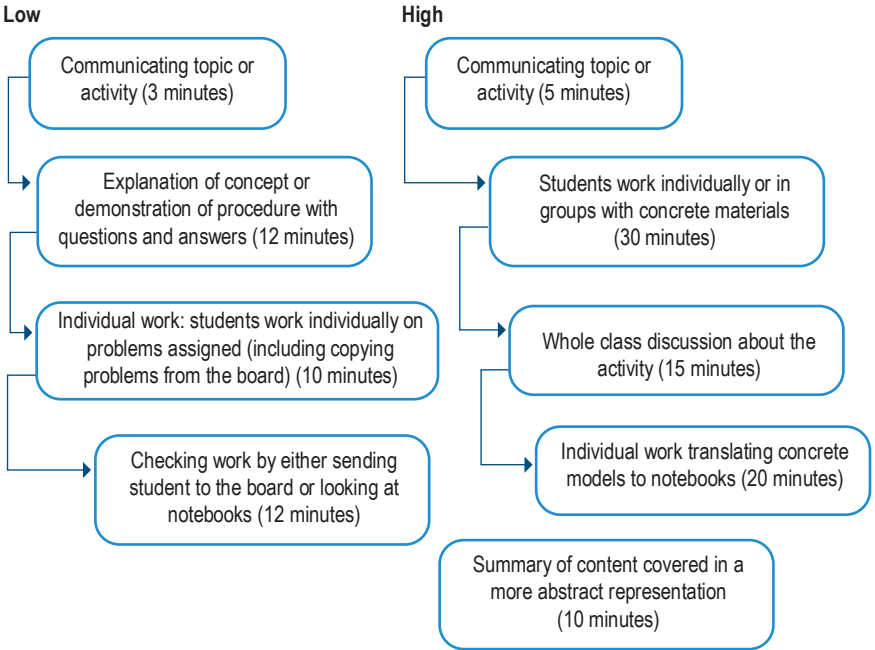 Low
Communicating topic or
activity (3 minutes)
Explanation of concept or
demonstration of procedure with
questions and answers (12 minutes)
Individual work: students work individually on
problems assigned (including copying
problems from the board) (10 minutes)
Checking work by either sending
student to the board or looking at
notebooks (12 minutes)
High
Communicating topic or
activity (5 minutes)
Students work individually or in
groups with concrete materials
(30 minutes)
Whole class discussion about the
activity (15 minutes)
Individual work translating concrete
models to notebooks (20 minutes)
Summary of content covered in a
more abstract representation
(10 minutes)